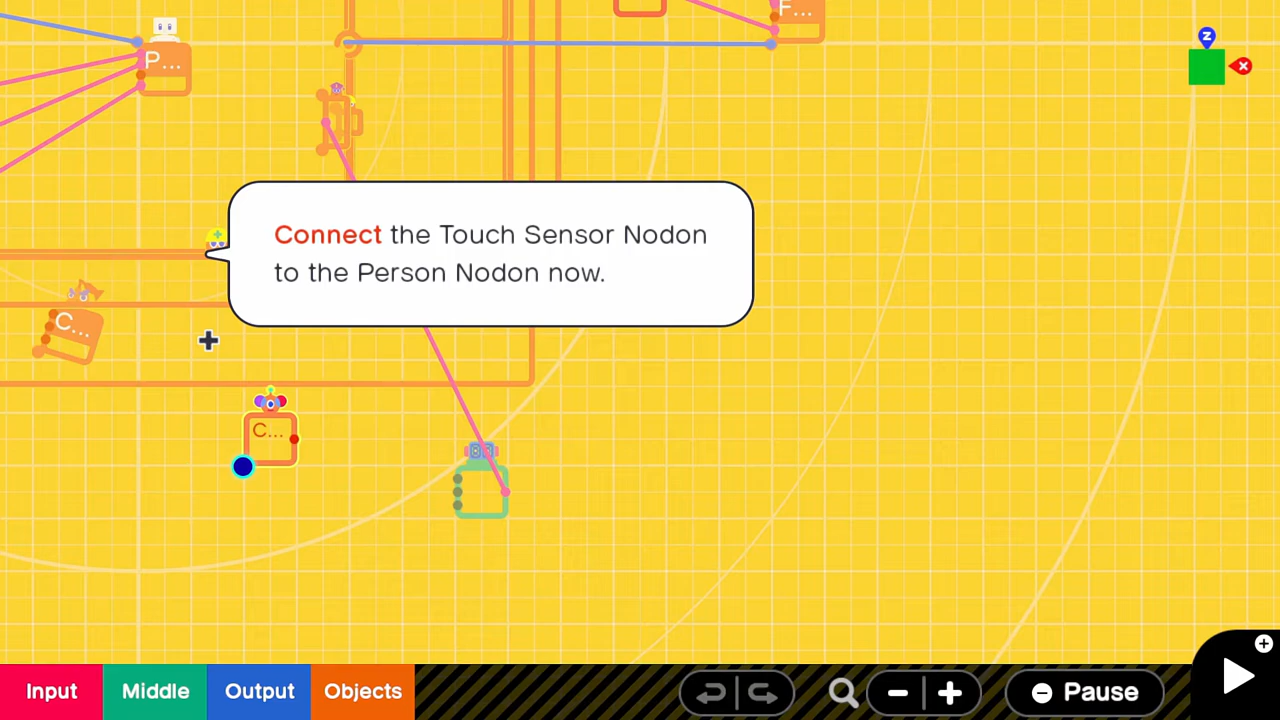 F...
Z
P...
X
Connect the Touch Sensor Nodon
to the Person Nodon now.
C...
C...
Input
Middle
Output
Objects
Pause